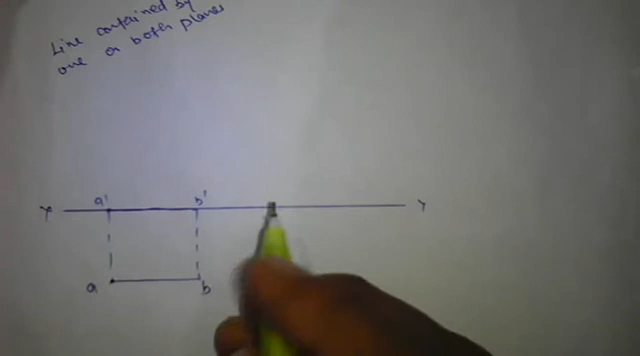 Line contained by
one or both planes
X a' b' Y
a b